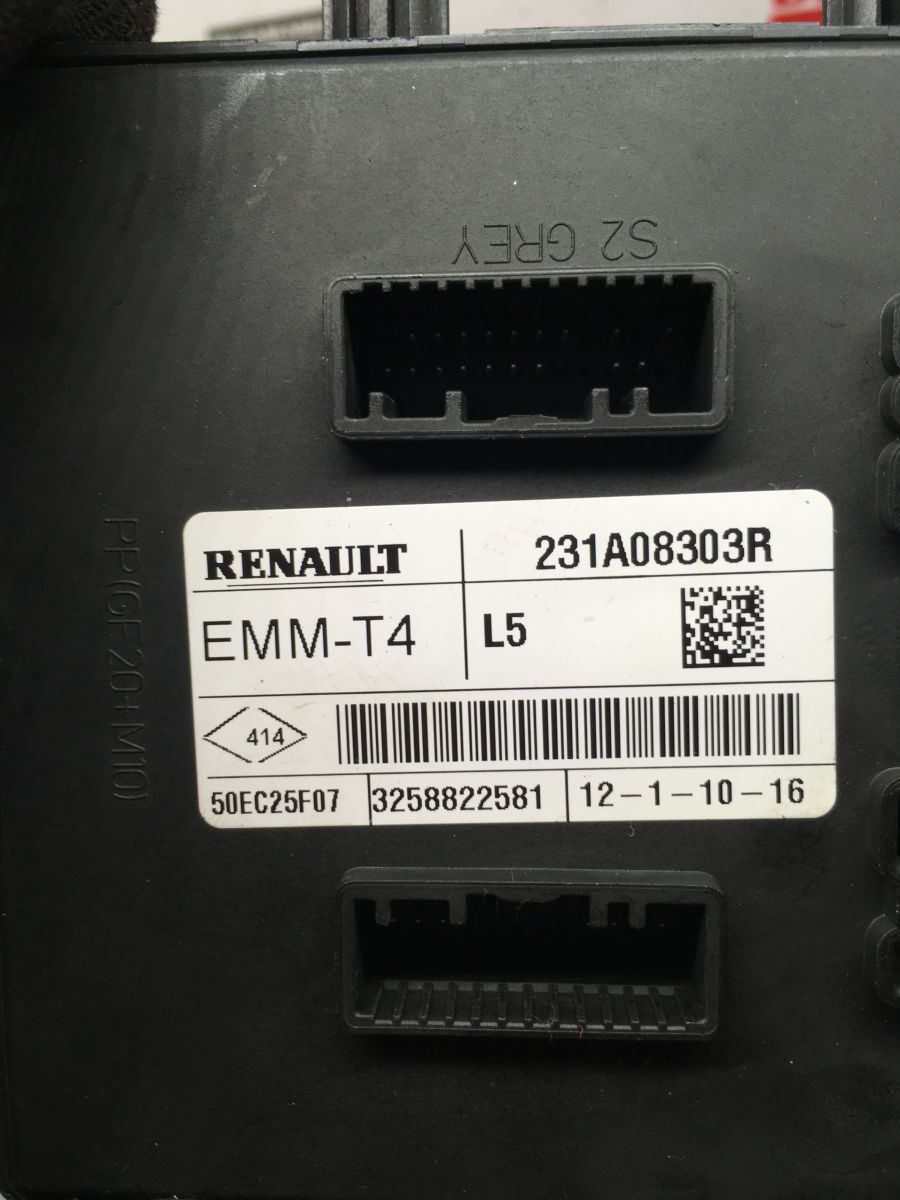 S2 GREY
RENAULT
231A08303R
EMM-T4
L5
414
50EC25F07
3258822581
12-1-10-16
PP(GF20+M10)